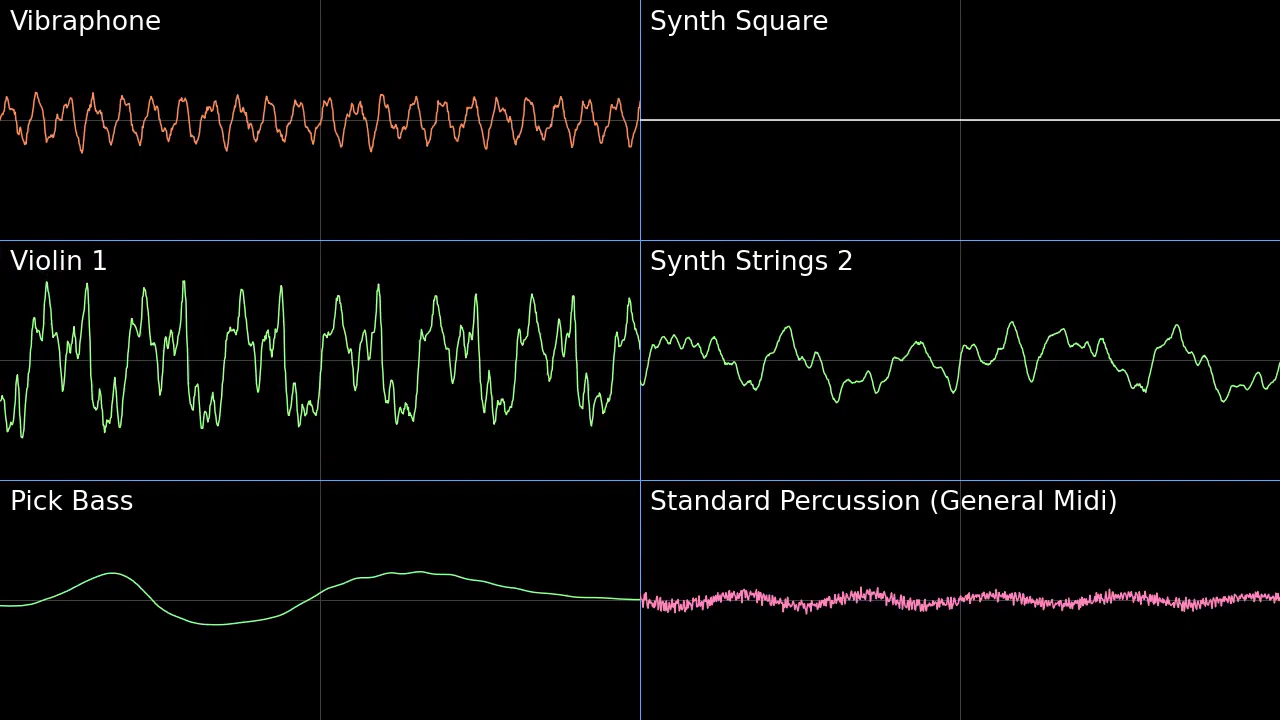 Vibraphone
Synth Square
Violin 1
Synth Strings 2
Pick Bass
Standard Percussion (General Midi)